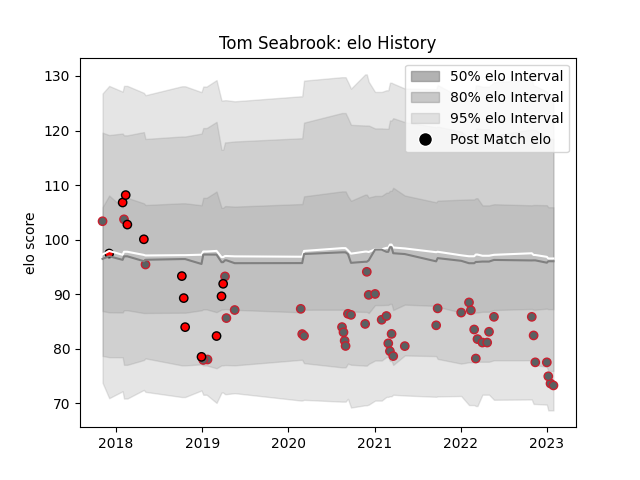 Tom Seabrook: elo History
130
120
110
100
90
80
70
elo score
50% elo Interval
80% elo Interval
95% elo Interval
Post Match elo
2018
2019
2020
2021
2022
2023